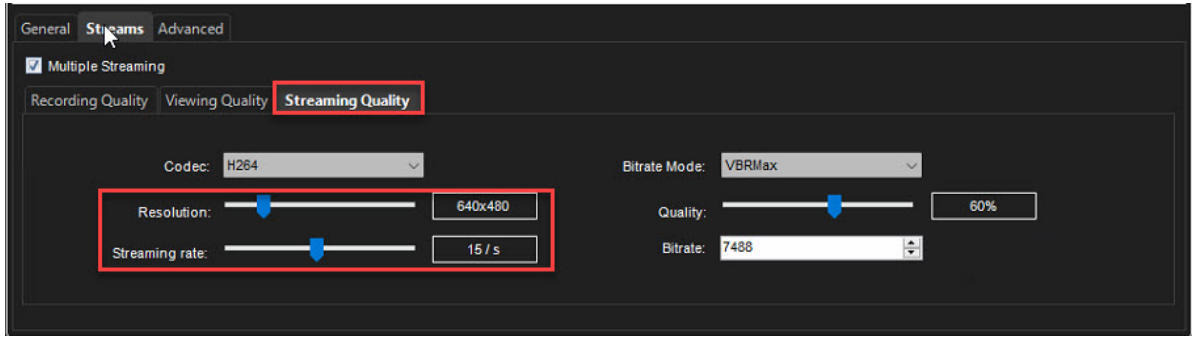 General Streams Advanced
Multiple Streaming
Recording Quality Viewing Quality Streaming Quality
Codec: H264 Bitrate Mode: VBRMax
Resolution: 640x480 Quality: 60%
Streaming rate: 15 / s Bitrate: 7488